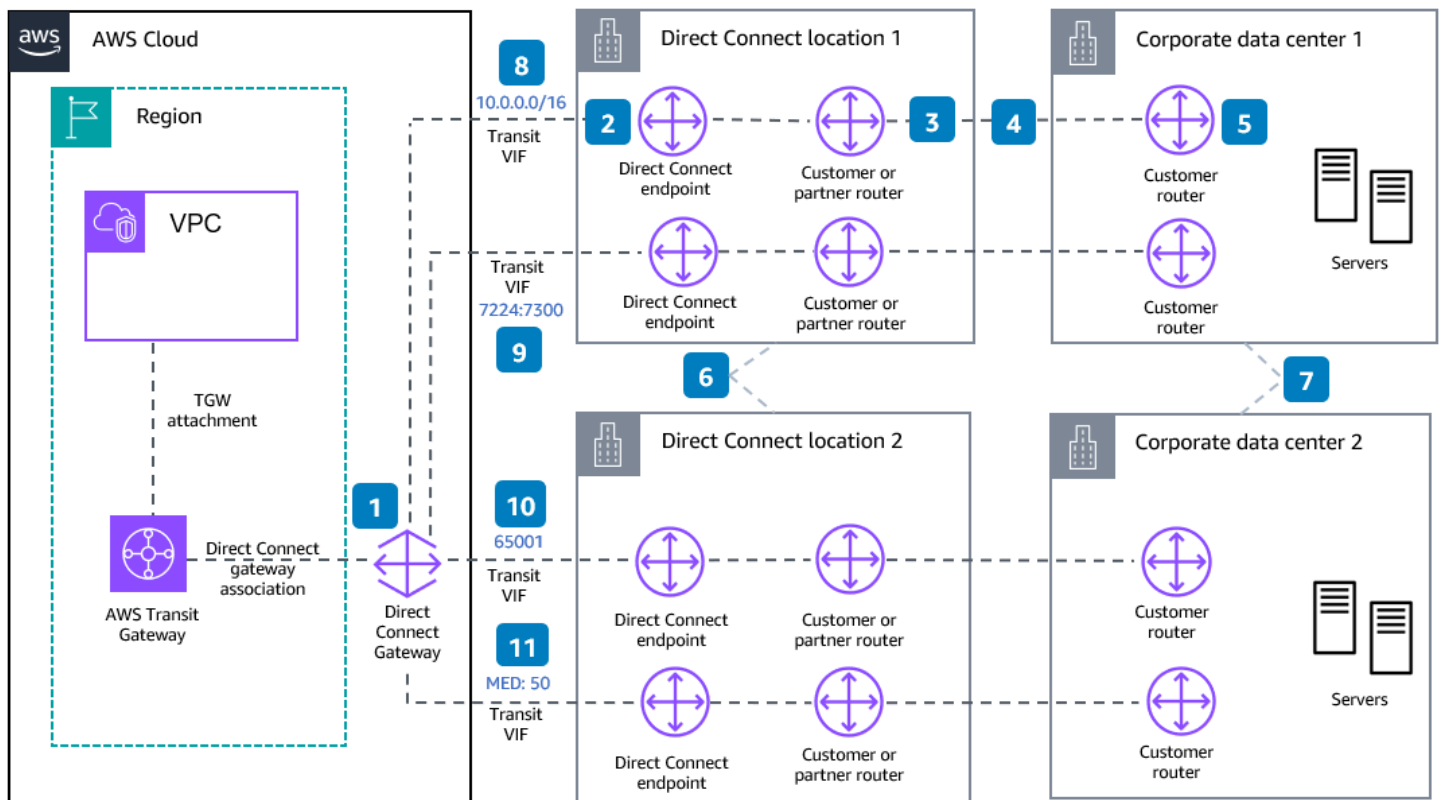 aws
AWS Cloud
Region
VPC
TGW
attachment
AWS Transit
Gateway
Direct Connect
gateway
association
1
Direct
Connect
Gateway
8
10.0.0.0/16
Transit
VIF
Transit
VIF
7224:7300
9
10
65001
Transit
VIF
11
MED: 50
Transit
VIF
Direct Connect location 1
2
Direct Connect
endpoint
Customer or
partner router
3
Direct Connect
endpoint
Customer or
partner router
4
Corporate data center 1
5
Customer
router
Customer
router
Servers
6
7
Direct Connect location 2
Direct Connect
endpoint
Customer or
partner router
Direct Connect
endpoint
Customer or
partner router
Corporate data center 2
Customer
router
Customer
router
Servers